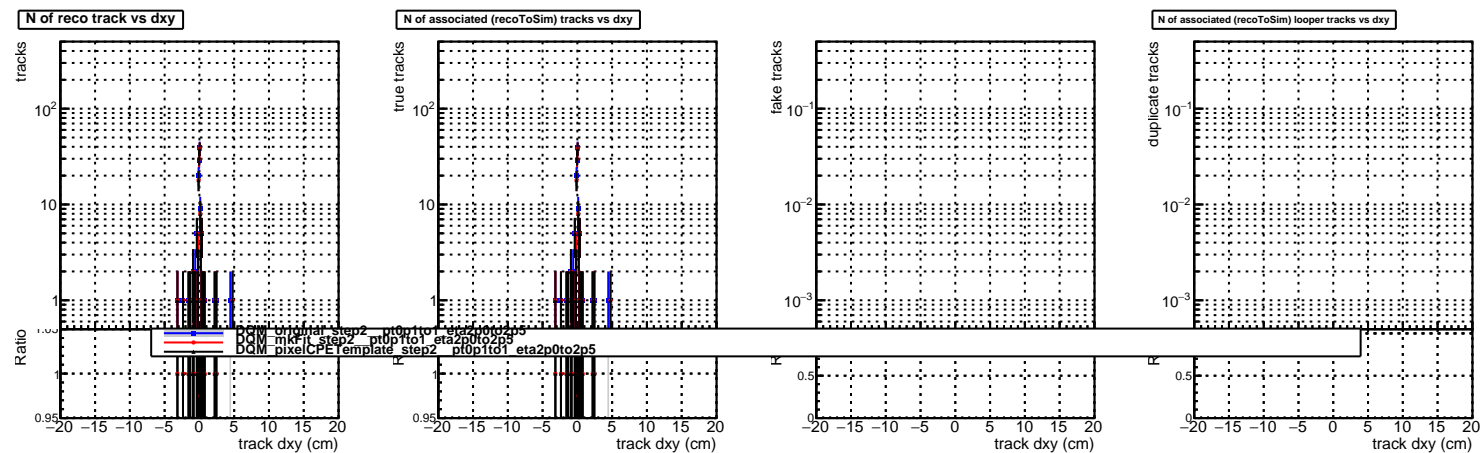 N of reco track vs dxy
tracks
10²
10
1
1.05
Ratio
1
0.95
−20 −15 −10 −5 0 5 10 15 20
track dxy (cm)
N of associated (recoToSim) tracks vs dxy
true tracks
10²
10
1
1
0.95
−20 −15 −10 −5 0 5 10 15 20
track dxy (cm)
fake tracks
10⁻¹
10⁻²
10⁻³
0.5
0
−20 −15 −10 −5 0 5 10 15 20
track dxy (cm)
N of associated (recoToSim) looper tracks vs dxy
duplicate tracks
10⁻¹
10⁻²
10⁻³
0.5
0
−20 −15 −10 −5 0 5 10 15 20
track dxy (cm)
DQM_original_step2__pt0p1to1_eta2p0to2p5
DQM_mkFit_step2__pt0p1to1_eta2p0to2p5
DQM_pixelCPETemplate_step2__pt0p1to1_eta2p0to2p5